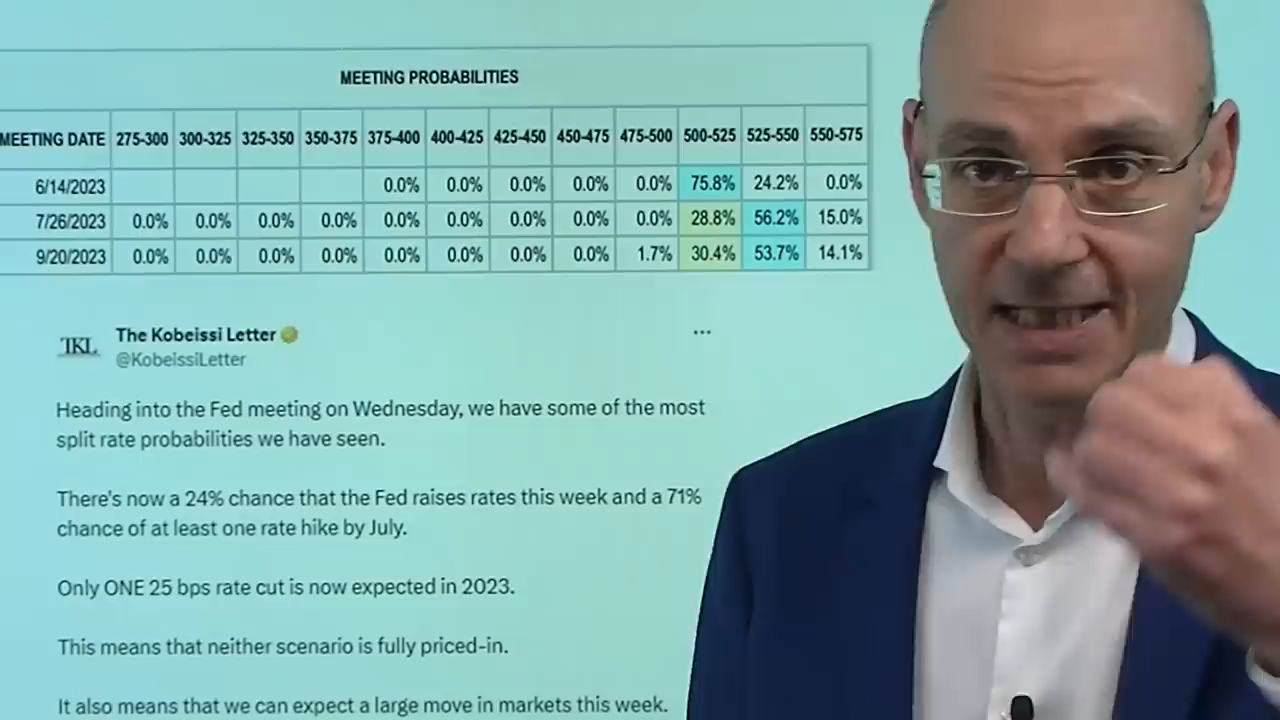 MEETING PROBABILITIES
MEETING DATE 275-300 300-325 325-350 350-375 375-400 400-425 425-450 450-475 475-500 500-525 525-550 550-575
6/14/2023 0.0% 0.0% 0.0% 0.0% 0.0% 75.8% 24.2% 0.0%
7/26/2023 0.0% 0.0% 0.0% 0.0% 0.0% 0.0% 0.0% 0.0% 0.0% 28.8% 56.2% 15.0%
9/20/2023 0.0% 0.0% 0.0% 0.0% 0.0% 0.0% 0.0% 0.0% 1.7% 30.4% 53.7% 14.1%
TKL The Kobeissi Letter
@KobeissiLetter
Heading into the Fed meeting on Wednesday, we have some of the most
split rate probabilities we have seen.
There's now a 24% chance that the Fed raises rates this week and a 71%
chance of at least one rate hike by July.
Only ONE 25 bps rate cut is now expected in 2023.
This means that neither scenario is fully priced-in.
It also means that we can expect a large move in markets this week.